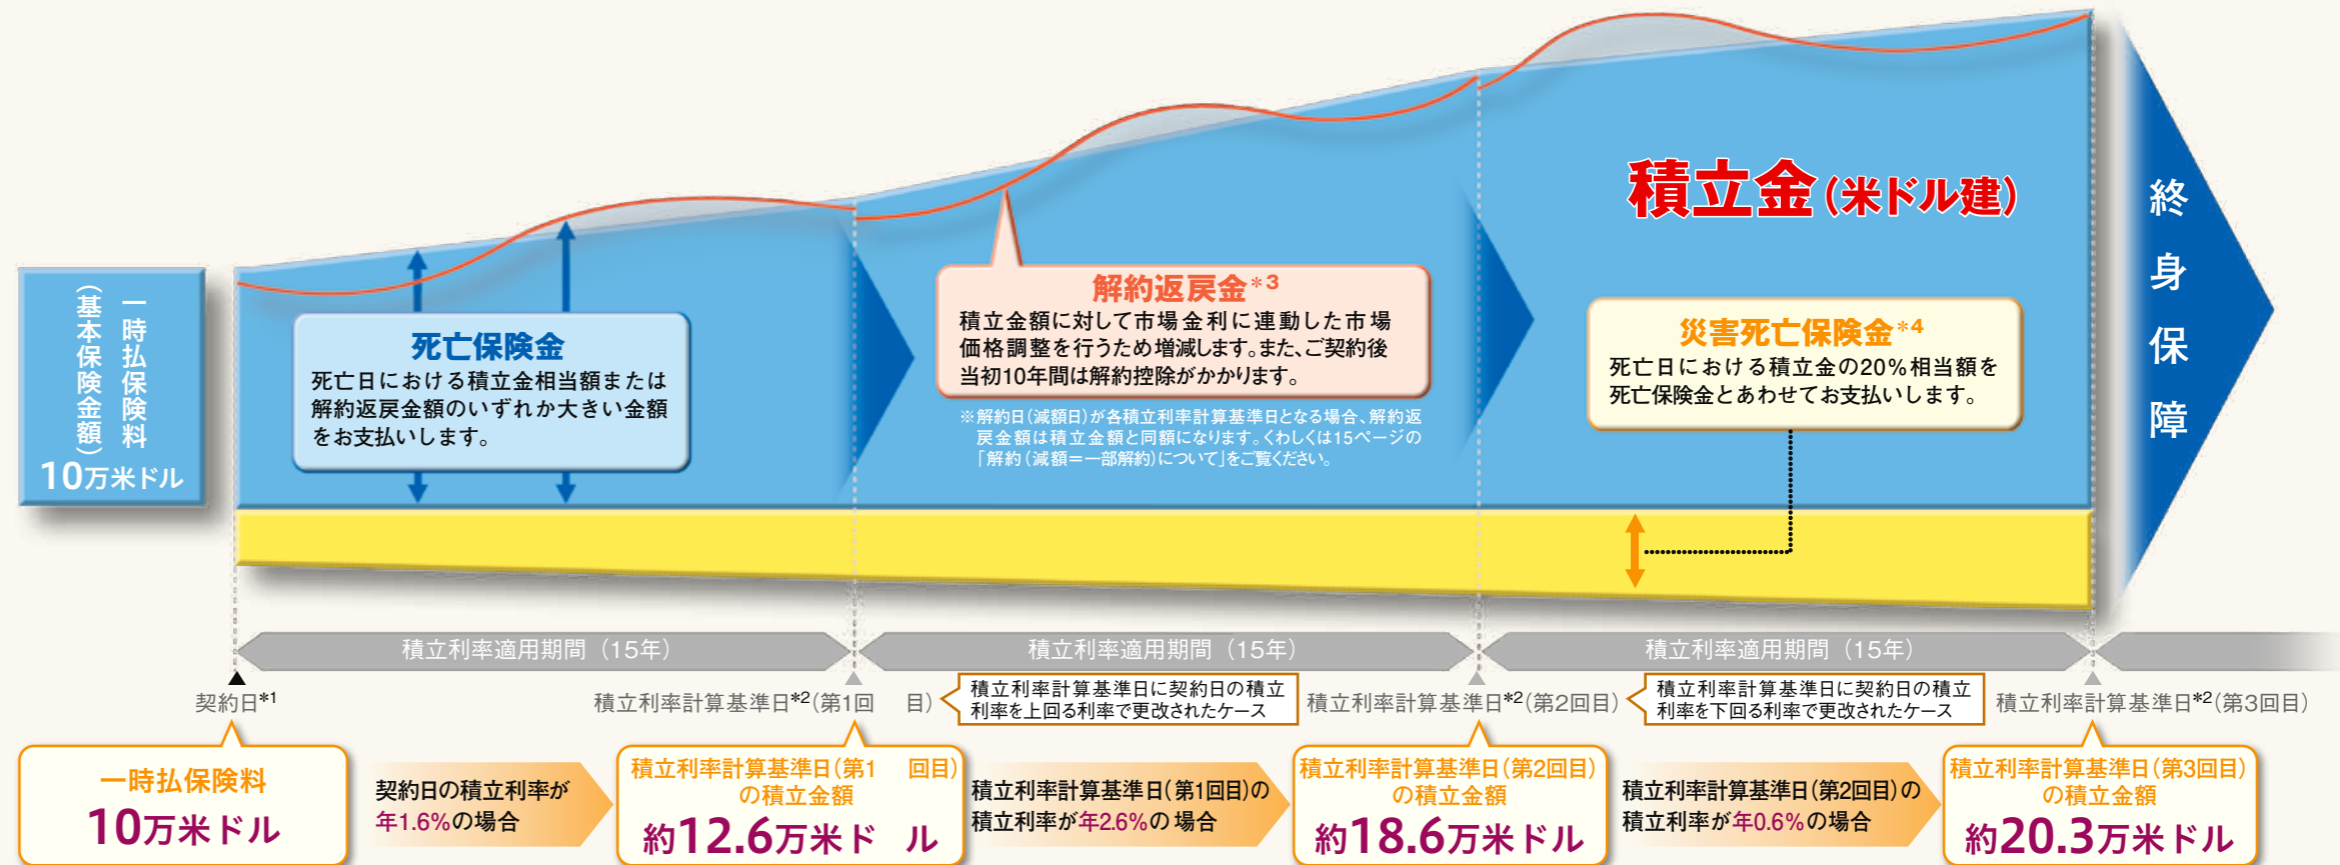 一時払保険料
（基本保険金額）
10万米ドル
死亡保険金
死亡日における積立金相当額または
解約返戻金額のいずれか大きい金額
をお支払いします。
解約返戻金*3
積立金額に対して市場金利に連動した市場
価格調整を行うため増減します。また、ご契約後
当初10年間は解約控除がかかります。
※解約日（減額日）が各積立利率計算基準日となる場合、解約返
戻金額は積立金額と同額になります。くわしくは15ページの
「解約（減額＝一部解約）について」をご覧ください。
積立金（米ドル建）
災害死亡保険金*4
死亡日における積立金の20%相当額を
死亡保険金とあわせてお支払いします。
終身保障
積立利率適用期間（15年）
積立利率適用期間（15年）
積立利率適用期間（15年）
契約日*1
積立利率計算基準日*2（第1回 目）
積立利率計算基準日に契約日の積立
利率を上回る利率で更改されたケース
積立利率計算基準日*2（第2回目）
積立利率計算基準日に契約日の積立
利率を下回る利率で更改されたケース
積立利率計算基準日*2（第3回目）
一時払保険料
10万米ドル
契約日の積立利率が
年1.6%の場合
積立利率計算基準日（第1 回目）
の積立金額
約12.6万米ド ル
積立利率計算基準日（第1回目）の
積立利率が年2.6%の場合
積立利率計算基準日（第2回目）
の積立金額
約18.6万米ドル
積立利率計算基準日（第2回目）の
積立利率が年0.6%の場合
積立利率計算基準日（第3回目）
の積立金額
約20.3万米ドル